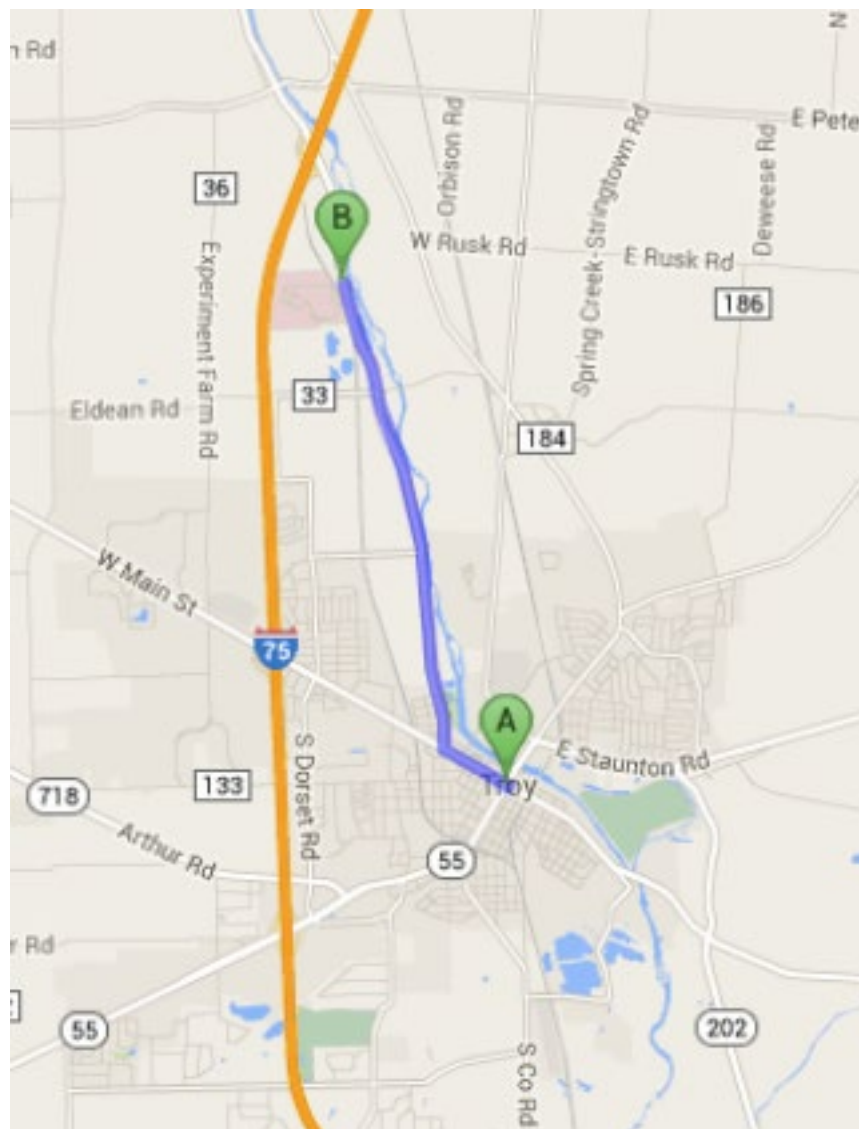 N
n Rd
E Pete
Orbison Rd
Spring Creek-Stringtown Rd
Deweese Rd
36
B
W Rusk Rd
E Rusk Rd
Experiment Farm Rd
186
33
Eldean Rd
184
W Main St
75
A
E Staunton Rd
Troy
S Dorset Rd
133
718
Arthur Rd
55
r Rd
55
202
S Co Rd